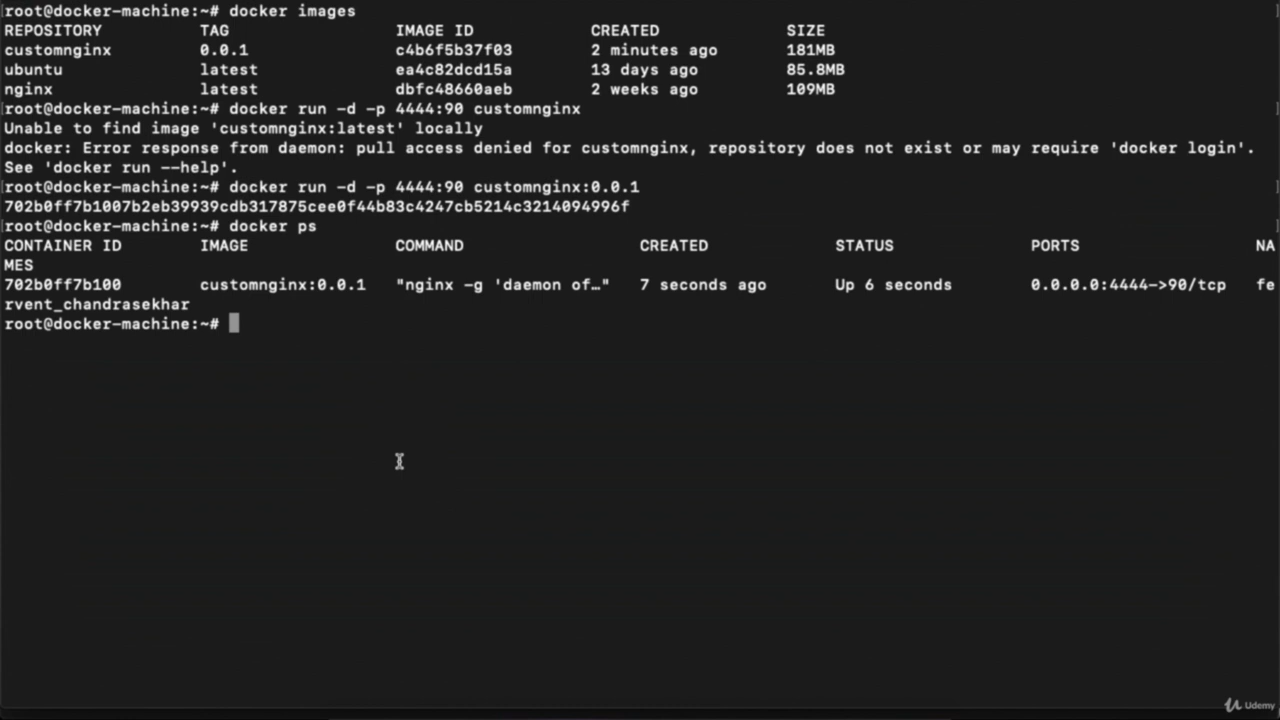 root@docker-machine:~# docker images
REPOSITORY TAG IMAGE ID CREATED SIZE
customnginx 0.0.1 c4b6f5b37f03 2 minutes ago 181MB
ubuntu latest ea4c82dcd15a 13 days ago 85.8MB
nginx latest dbfc48660aeb 2 weeks ago 109MB
root@docker-machine:~# docker run -d -p 4444:90 customnginx
Unable to find image 'customnginx:latest' locally
docker: Error response from daemon: pull access denied for customnginx, repository does not exist or may require 'docker login'.
See 'docker run --help'.
root@docker-machine:~# docker run -d -p 4444:90 customnginx:0.0.1
702b0ff7b1007b2eb39939cdb317875cee0f44b83c4247cb5214c3214094996f
root@docker-machine:~# docker ps
CONTAINER ID IMAGE COMMAND CREATED STATUS PORTS NA
MES
702b0ff7b100 customnginx:0.0.1 "nginx -g 'daemon of…" 7 seconds ago Up 6 seconds 0.0.0.0:4444->90/tcp fe
rvent_chandrasekhar
root@docker-machine:~#
Udemy